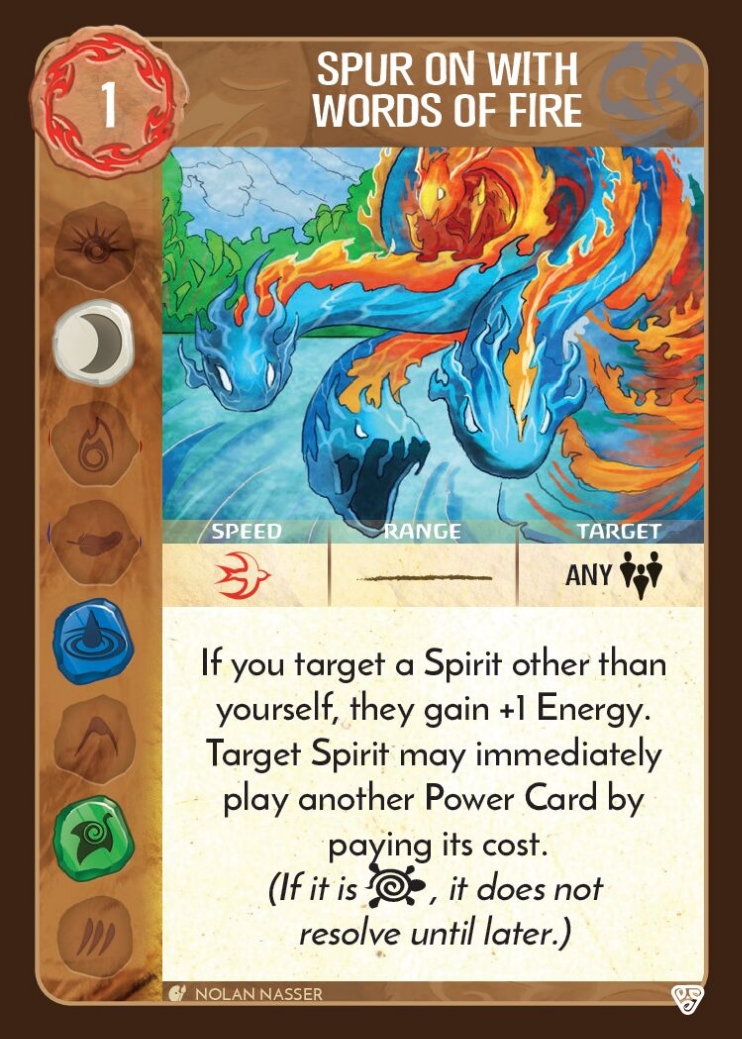 1
SPUR ON WITH
WORDS OF FIRE
SPEED RANGE TARGET
ANY
If you target a Spirit other than
yourself, they gain +1 Energy.
Target Spirit may immediately
play another Power Card by
paying its cost.
(If it is , it does not
resolve until later.)
NOLAN NASSER